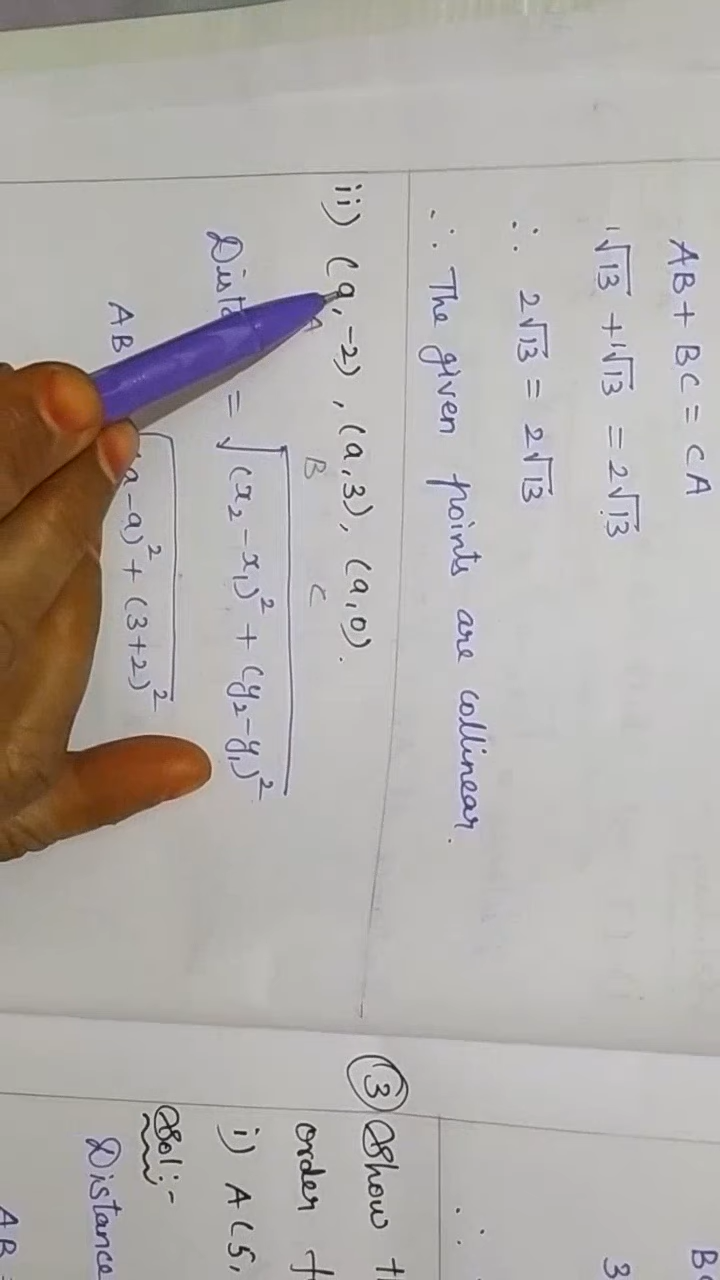 AB + BC = CA
√13 + √13 = 2√13
∴ 2√13 = 2√13
∴ The given points are collinear.
ii) (a, -2), (a, 3), (a, 0).
A B C
= √(x₂ - x₁)² + (y₂ - y₁)²
AB √(a - a)² + (3+2)²
∴
3
③ Show
order
i) A(5,
Sol:-
Distance
AB